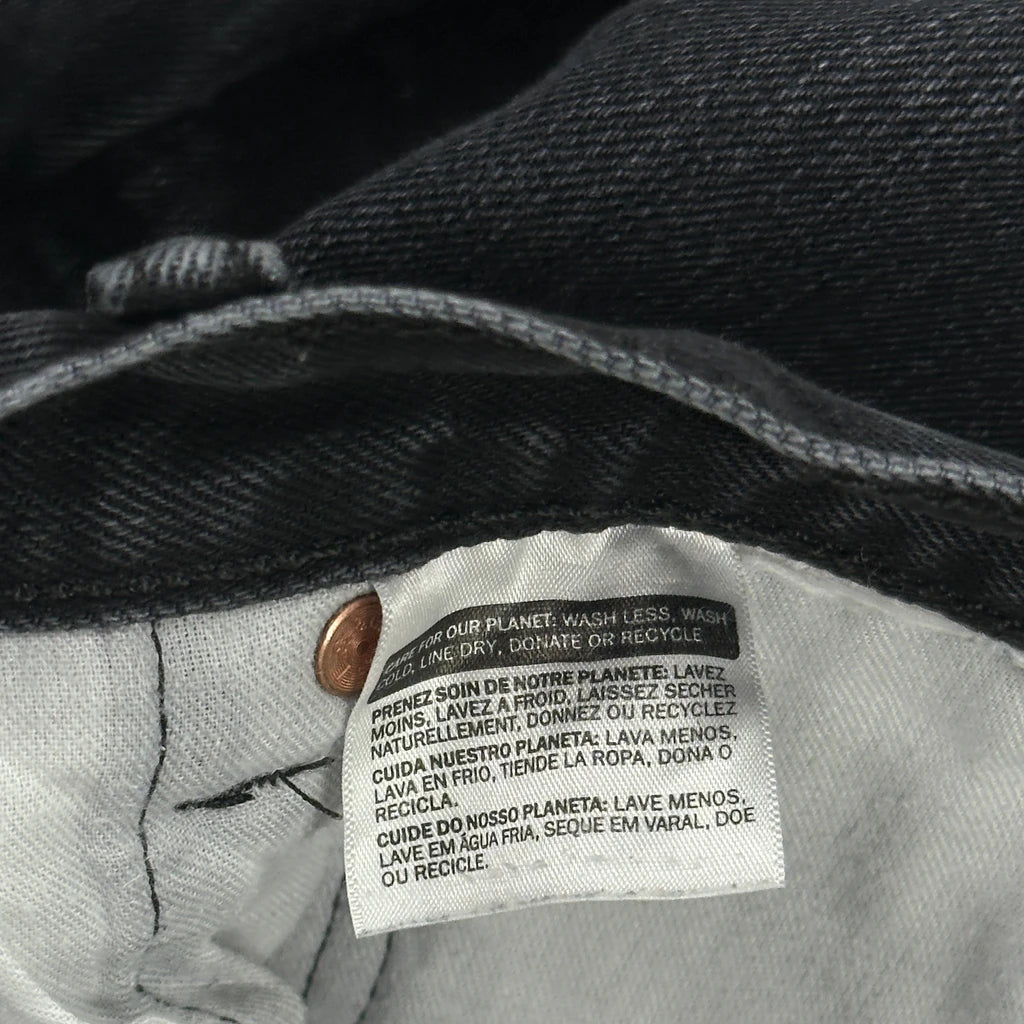 CARE FOR OUR PLANET: WASH LESS, WASH
COLD, LINE DRY, DONATE OR RECYCLE
PRENEZ SOIN DE NOTRE PLANETE: LAVEZ
MOINS, LAVEZ A FROID, LAISSEZ SECHER
NATURELLEMENT, DONNEZ OU RECYCLEZ
CUIDA NUESTRO PLANETA: LAVA MENOS,
LAVA EN FRIO, TIENDE LA ROPA, DONA O
RECICLA.
CUIDE DO NOSSO PLANETA: LAVE MENOS,
LAVE EM ÁGUA FRIA, SEQUE EM VARAL, DOE
OU RECICLE.